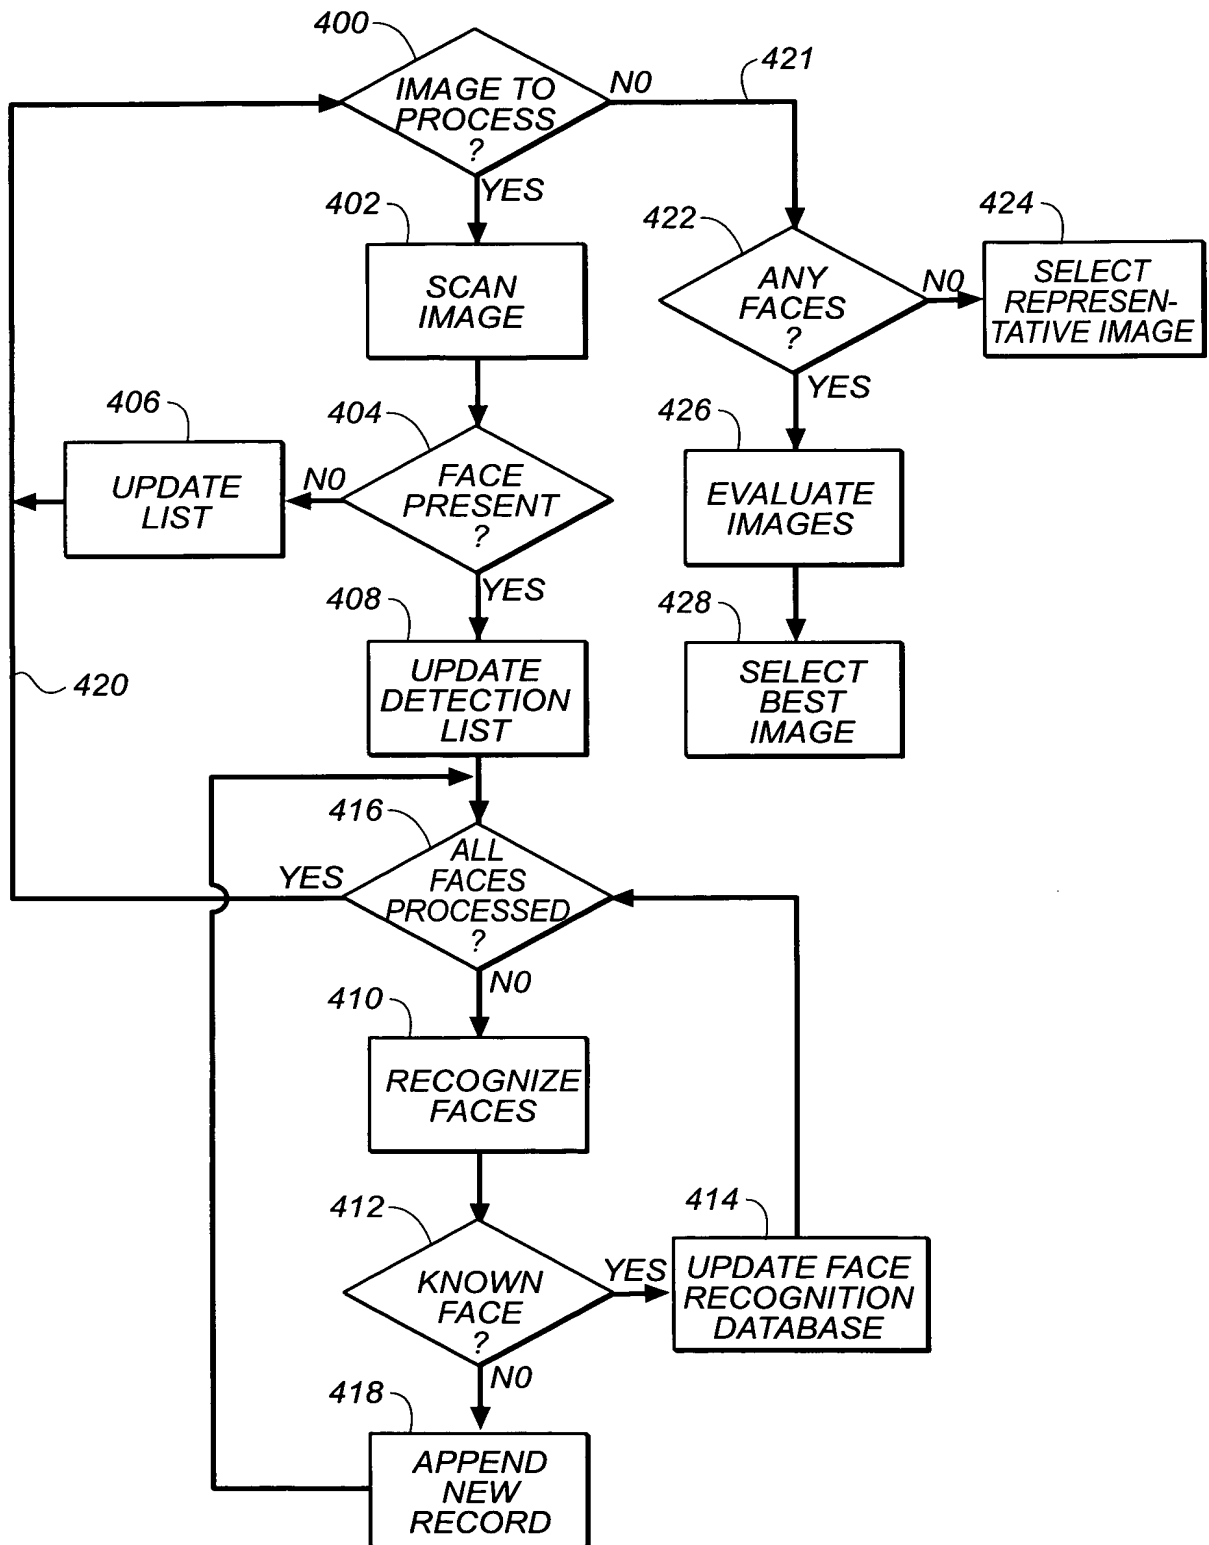 400
IMAGE TO
PROCESS
?
NO
421
YES
402
SCAN
IMAGE
422
ANY
FACES
?
NO
424
SELECT
REPRESEN-
TATIVE IMAGE
YES
404
FACE
PRESENT
?
NO
406
UPDATE
LIST
YES
426
EVALUATE
IMAGES
408
UPDATE
DETECTION
LIST
428
SELECT
BEST
IMAGE
420
416
ALL
FACES
PROCESSED
?
YES
NO
410
RECOGNIZE
FACES
412
KNOWN
FACE
?
YES
414
UPDATE FACE
RECOGNITION
DATABASE
NO
418
APPEND
NEW
RECORD